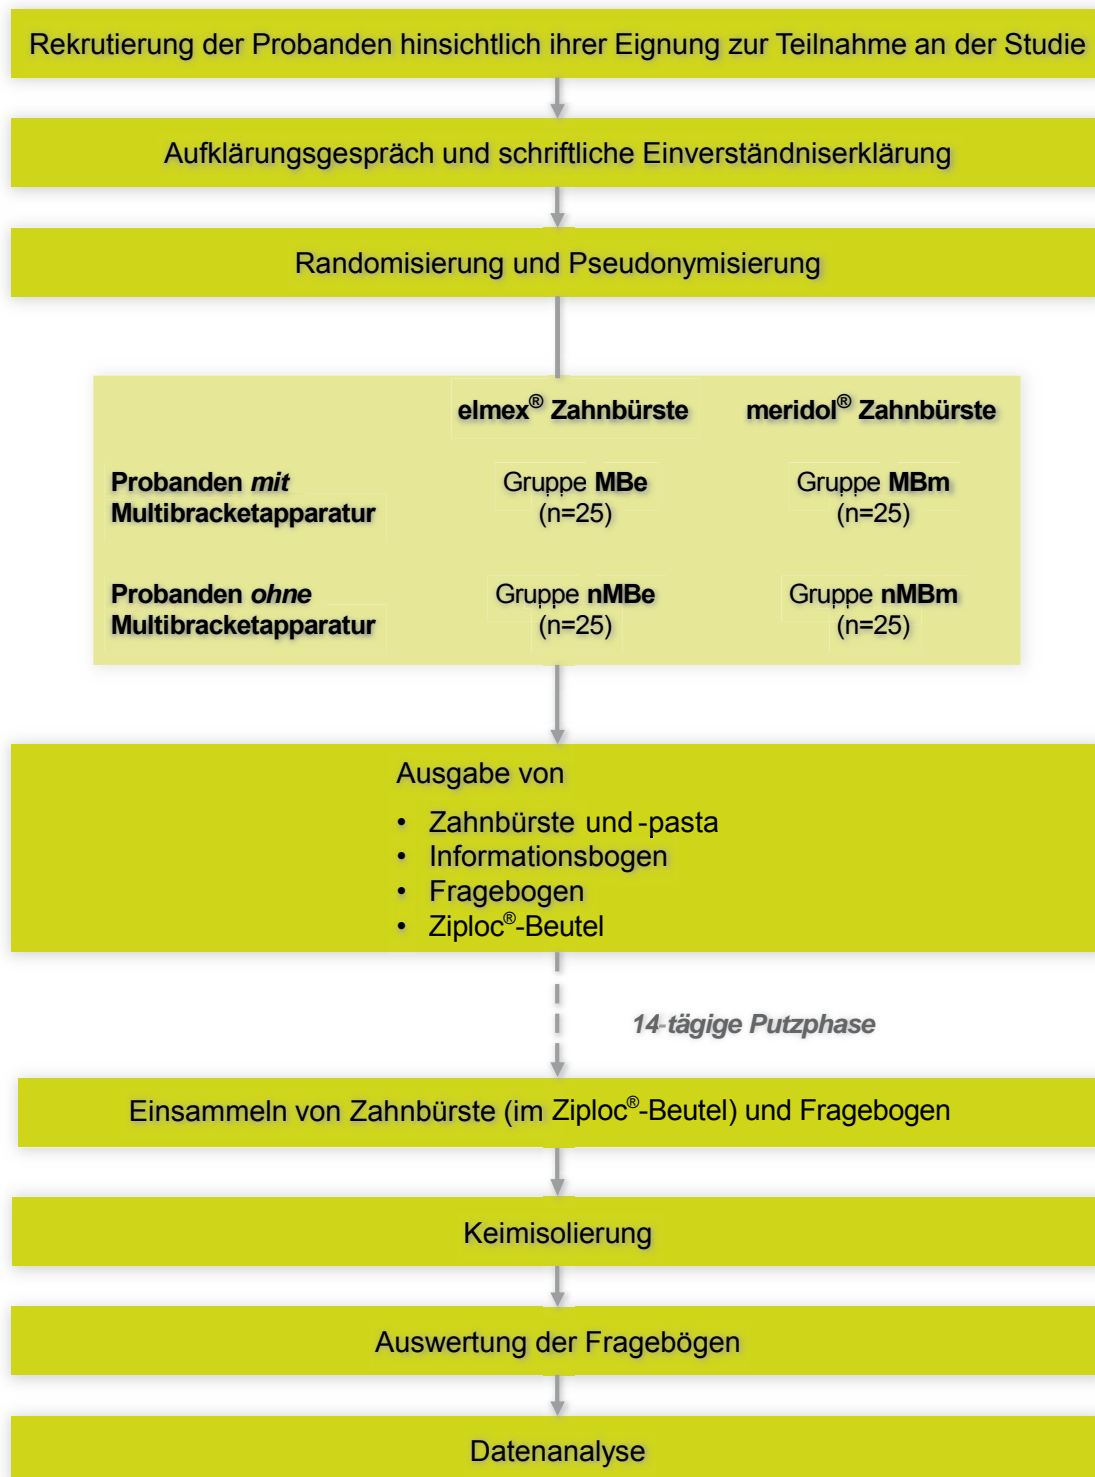 Rekrutierung der Probanden hinsichtlich ihrer Eignung zur Teilnahme an der Studie
Aufklärungsgespräch und schriftliche Einverständniserklärung
Randomisierung und Pseudonymisierung
elmex® Zahnbürste meridol® Zahnbürste
Probanden mit Gruppe MBe Gruppe MBm
Multibracketapparatur (n=25) (n=25)
Probanden ohne Gruppe nMBe Gruppe nMBm
Multibracketapparatur (n=25) (n=25)
Ausgabe von
• Zahnbürste und -pasta
• Informationsbogen
• Fragebogen
• Ziploc®-Beutel
14-tägige Putzphase
Einsammeln von Zahnbürste (im Ziploc®-Beutel) und Fragebogen
Keimisolierung
Auswertung der Fragebögen
Datenanalyse